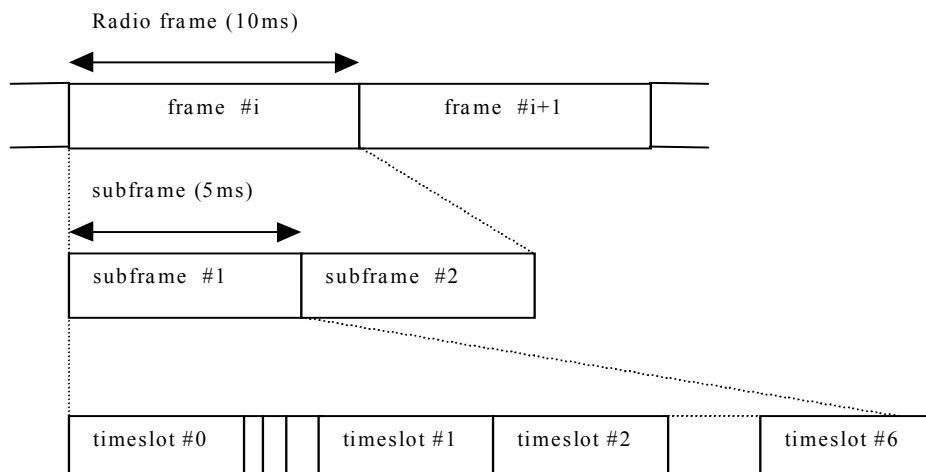 Radio frame (10ms)
frame #i frame #i+1
subframe (5ms)
subframe #1 subframe #2
timeslot #0 timeslot #1 timeslot #2 timeslot #6